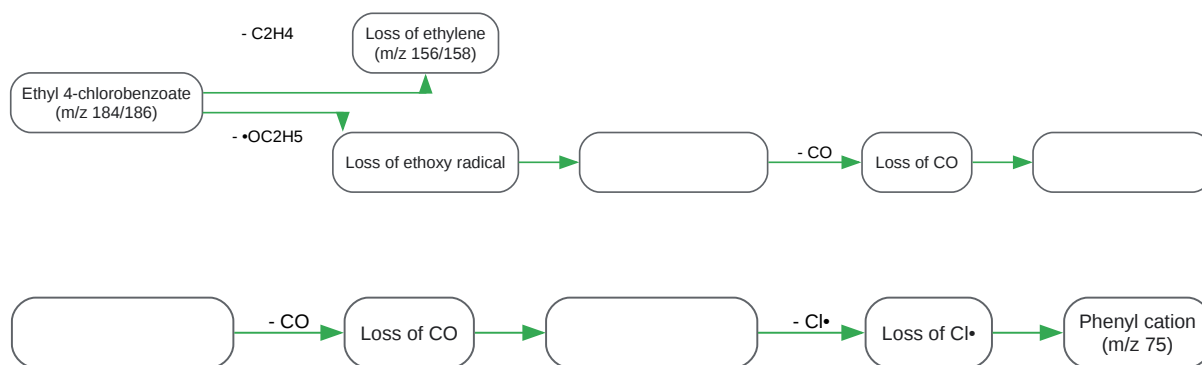 - C2H4
Loss of ethylene
(m/z 156/158)
Ethyl 4-chlorobenzoate
(m/z 184/186)
- •OC2H5
Loss of ethoxy radical
- CO
Loss of CO
- CO
Loss of CO
- Cl•
Loss of Cl•
Phenyl cation
(m/z 75)